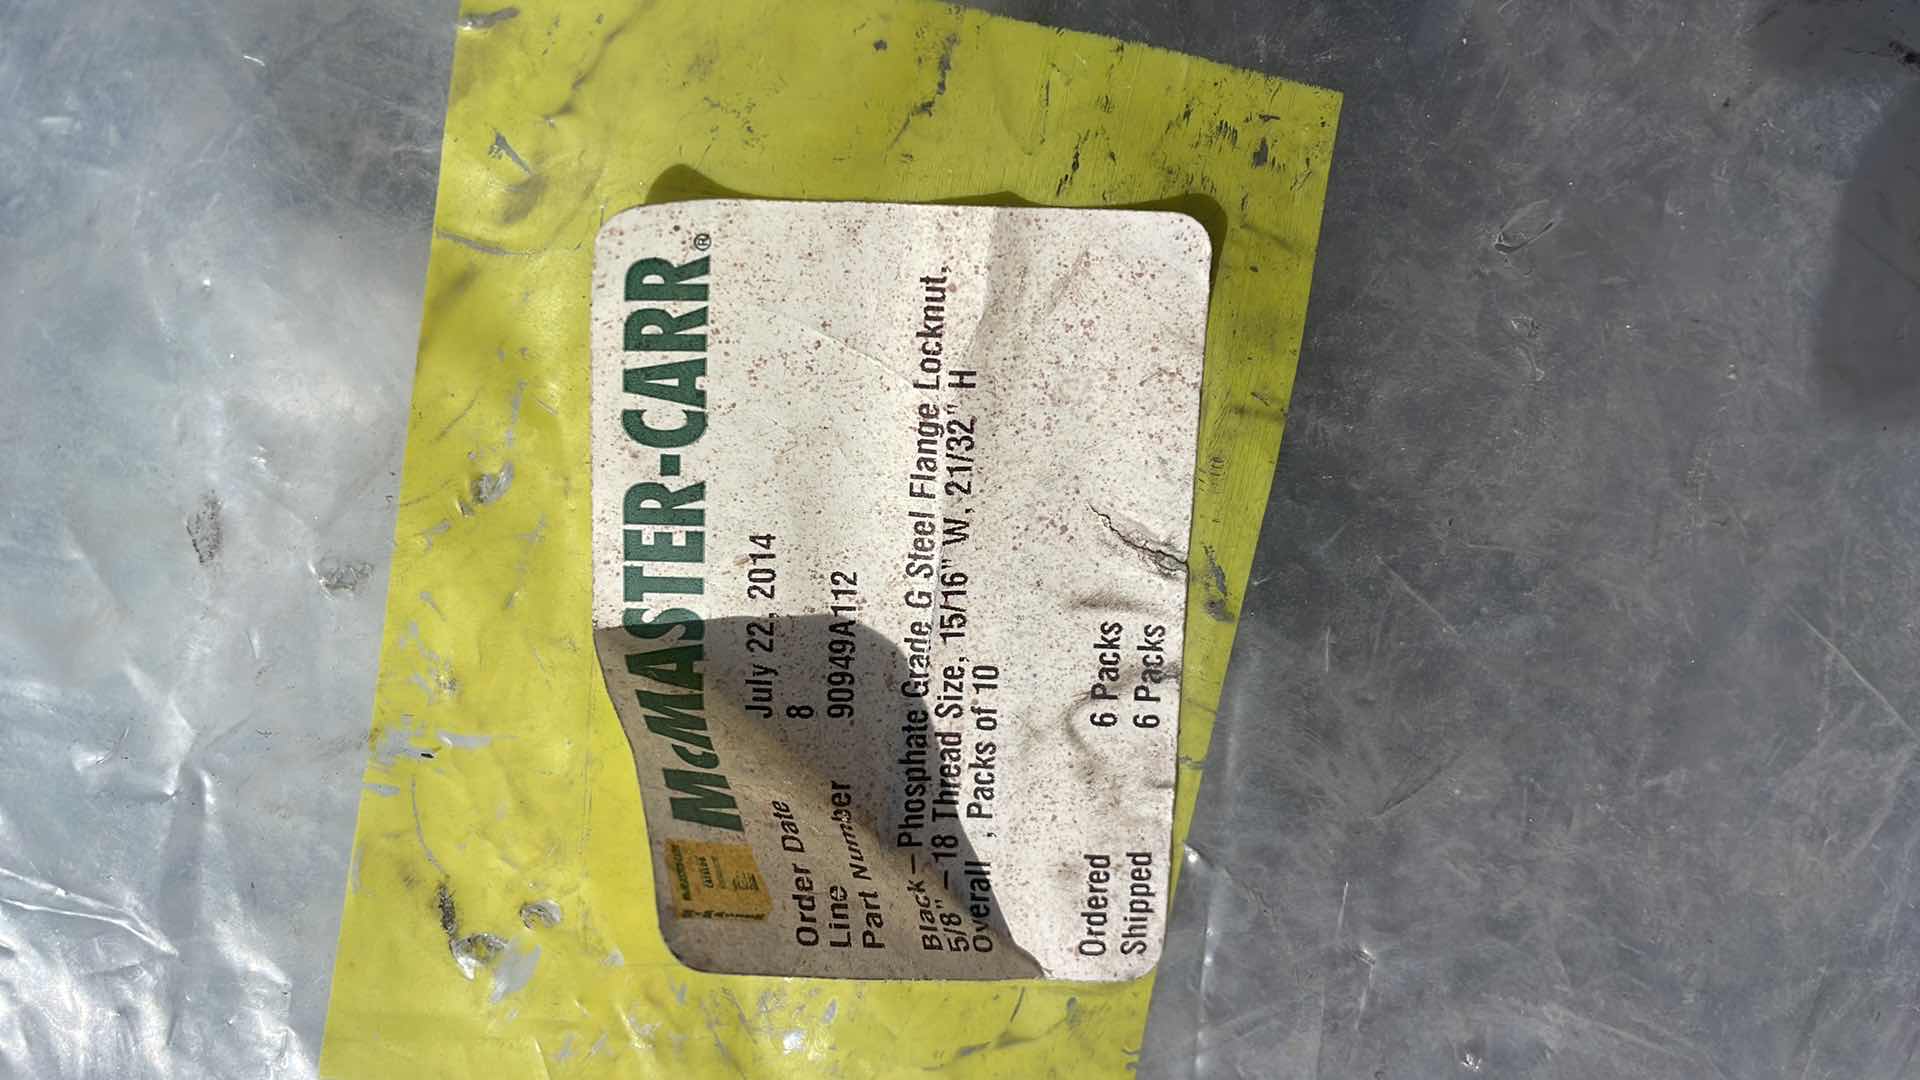 McMASTER-CARR®
Order Date July 22, 2014
Line 8
Part Number 90949A112
Black-Phosphate Grade G Steel Flange Locknut,
5/8"-18 Thread Size, 15/16" W, 21/32" H
Overall , Packs of 10
Ordered 6 Packs
Shipped 6 Packs